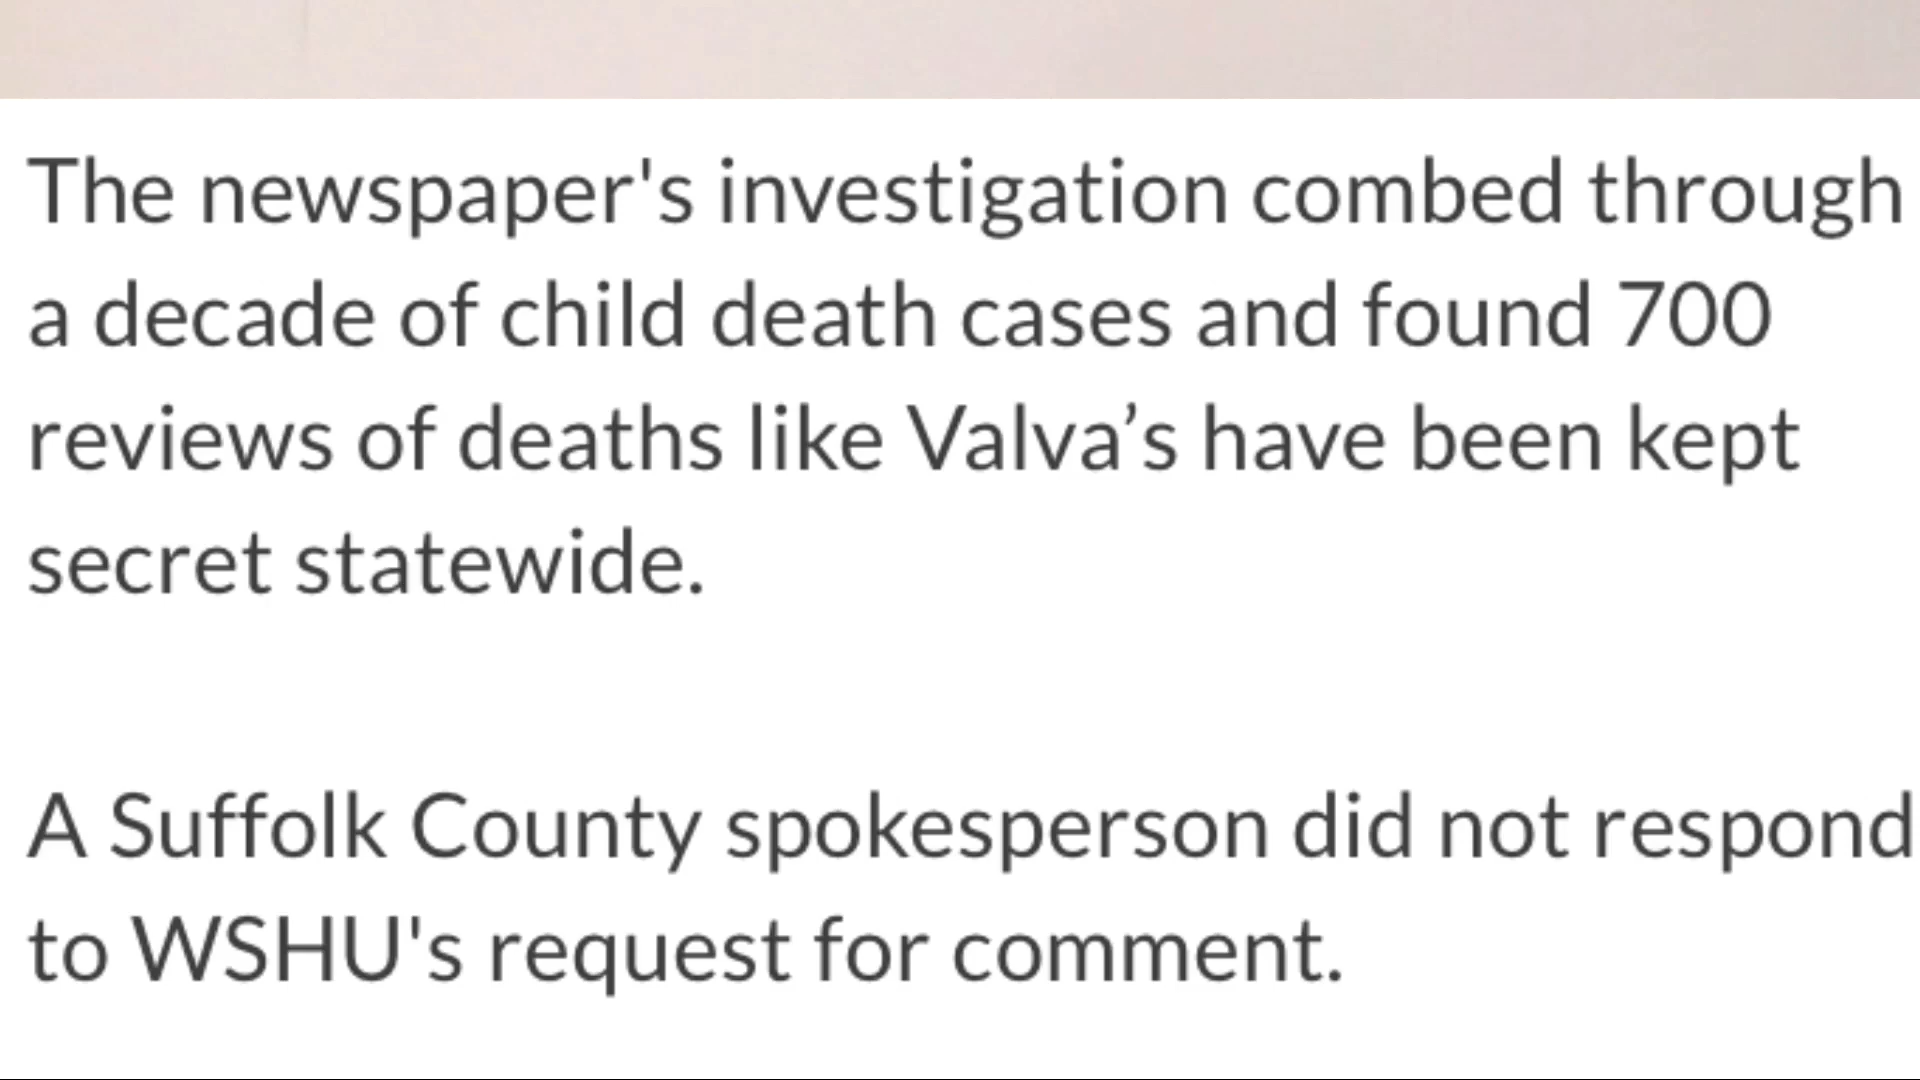 The newspaper's investigation combed through
a decade of child death cases and found 700
reviews of deaths like Valva’s have been kept
secret statewide.
A Suffolk County spokesperson did not respond
to WSHU's request for comment.